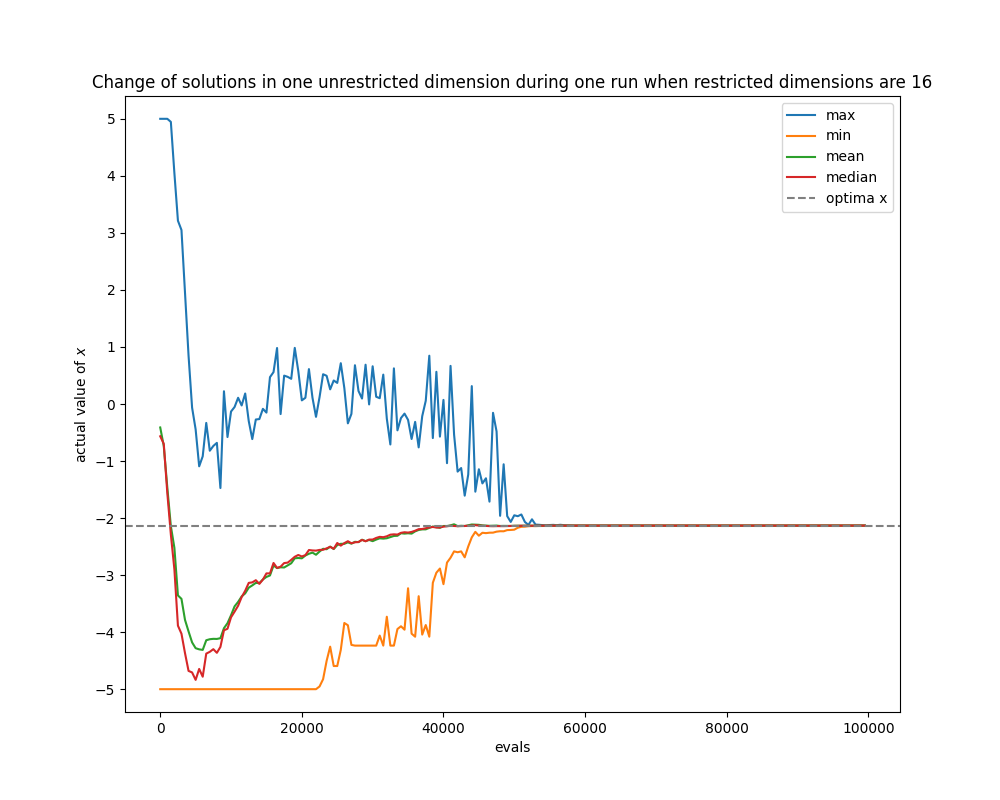 Change of solutions in one unrestricted dimension during one run when restricted dimensions are 16
max
min
mean
median
optima x
actual value of x
5
4
3
2
1
0
−1
−2
−3
−4
−5
0
20000
40000
60000
80000
100000
evals